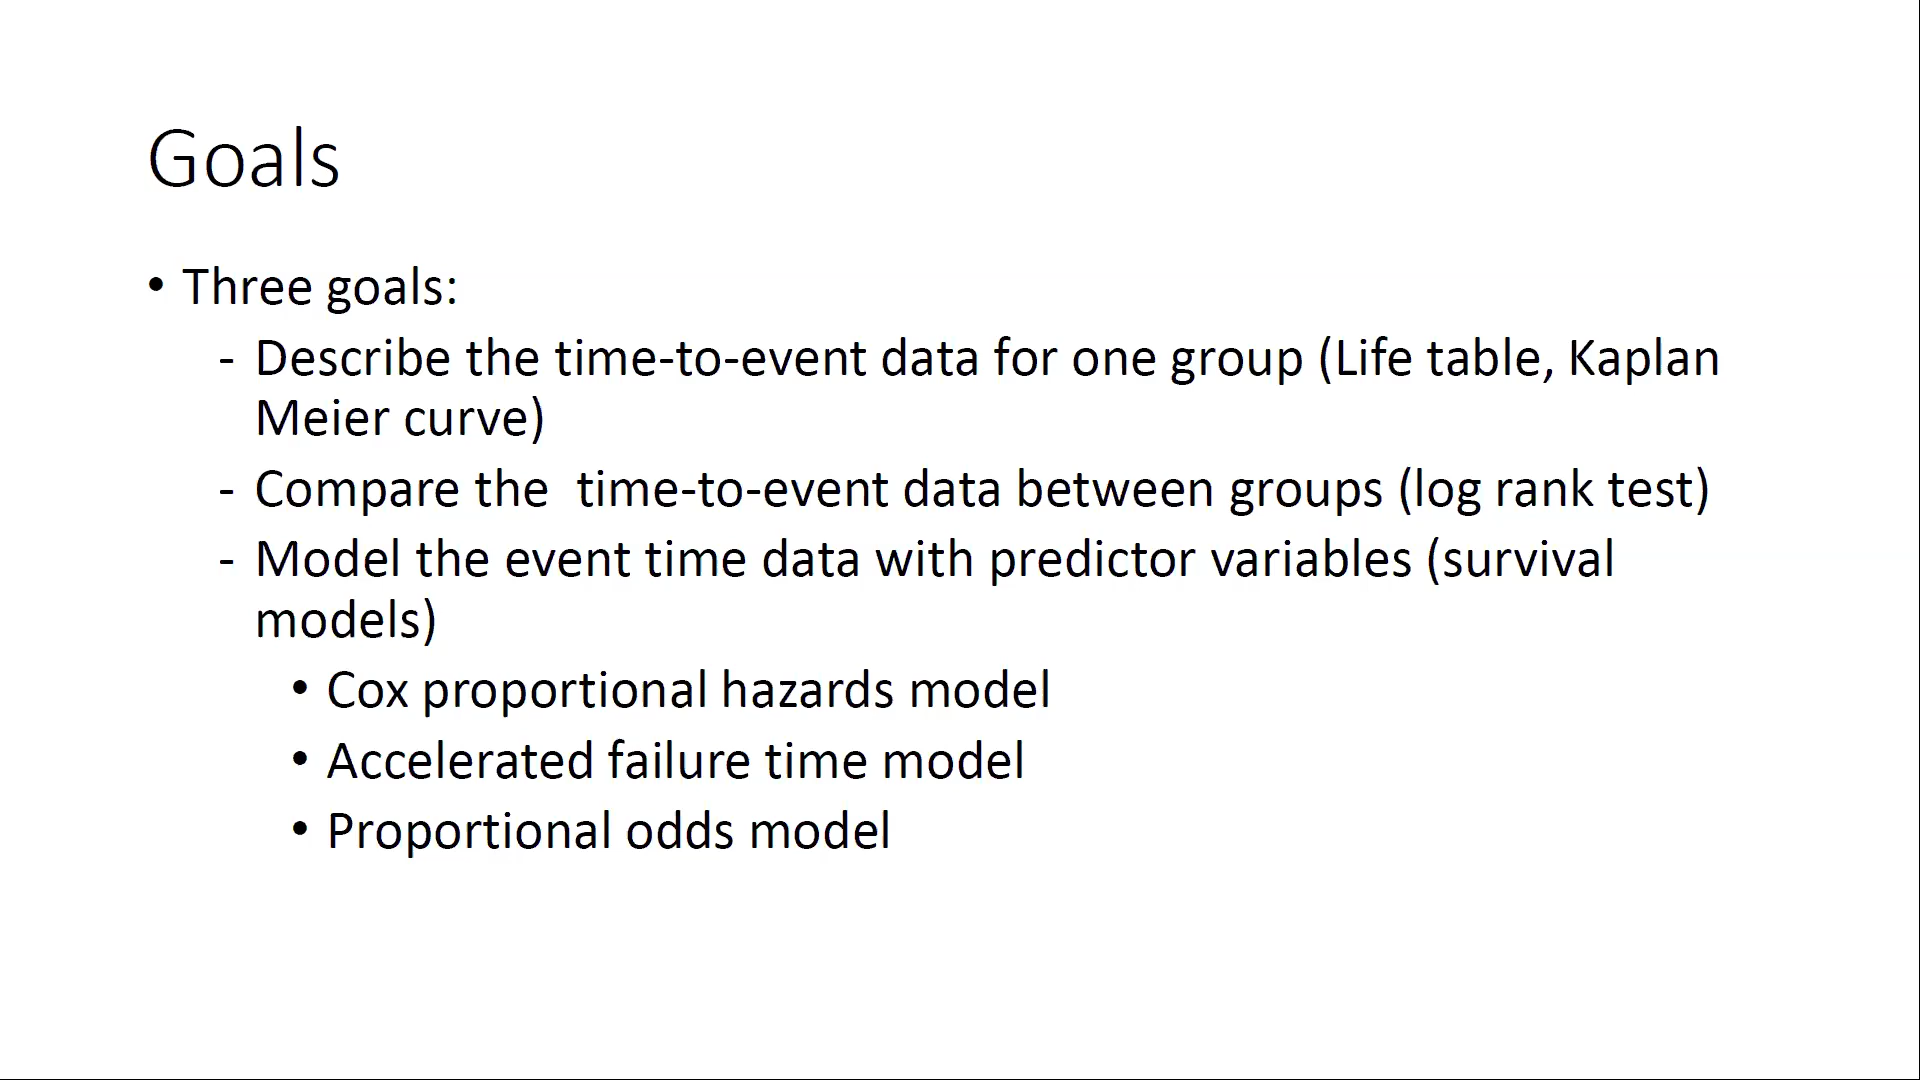 Goals
• Three goals:
- Describe the time-to-event data for one group (Life table, Kaplan
Meier curve)
- Compare the  time-to-event data between groups (log rank test)
- Model the event time data with predictor variables (survival
models)
• Cox proportional hazards model
• Accelerated failure time model
• Proportional odds model